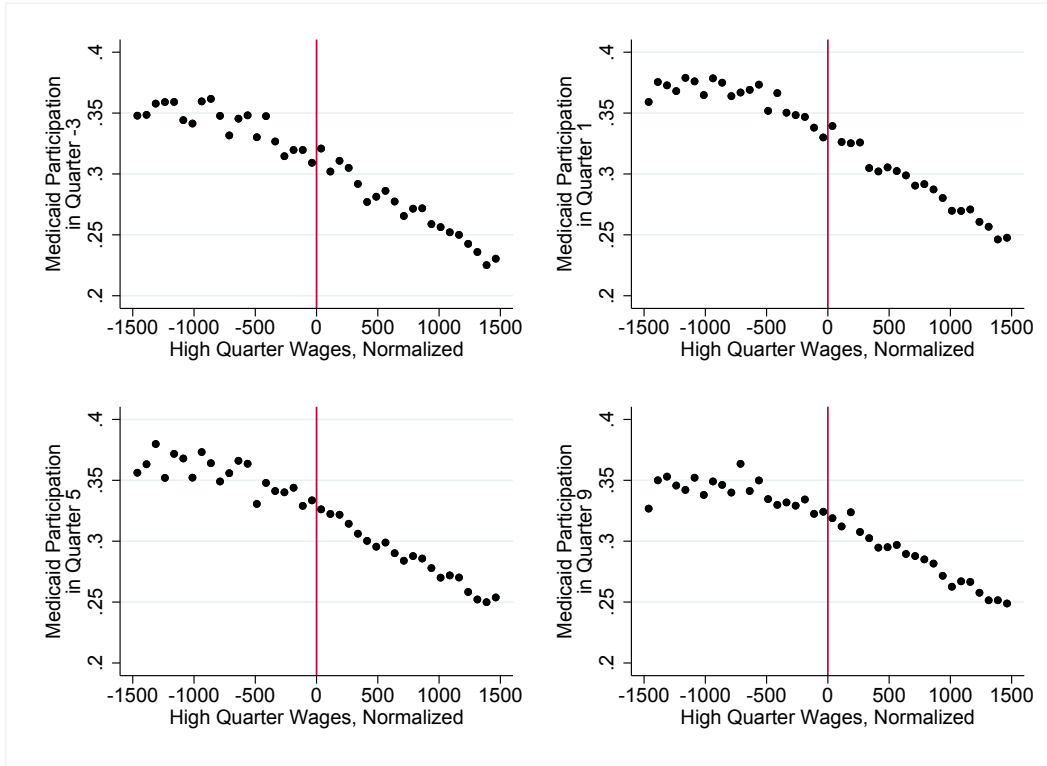 Medicaid Participation
in Quarter -3
.2 .25 .3 .35 .4
-1500 -1000 -500 0 500 1000 1500
High Quarter Wages, Normalized
Medicaid Participation
in Quarter 1
.2 .25 .3 .35 .4
-1500 -1000 -500 0 500 1000 1500
High Quarter Wages, Normalized
Medicaid Participation
in Quarter 5
.2 .25 .3 .35 .4
-1500 -1000 -500 0 500 1000 1500
High Quarter Wages, Normalized
Medicaid Participation
in Quarter 9
.2 .25 .3 .35 .4
-1500 -1000 -500 0 500 1000 1500
High Quarter Wages, Normalized